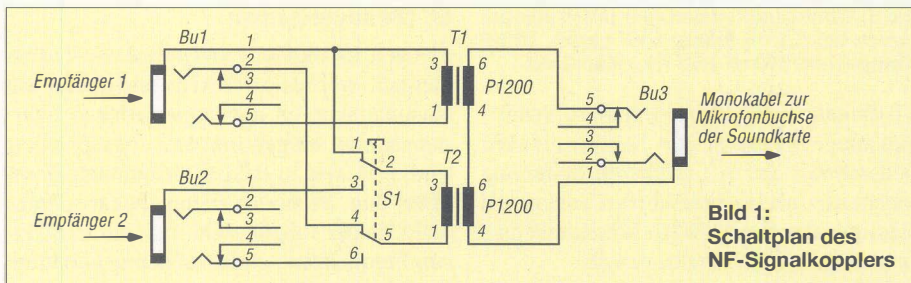 Bu1
1
2
3
4
5
Empfänger 1
T1
3
1
6
4
P1200
Bu2
1
2
3
4
5
Empfänger 2
1
2
3
S1
4
5
6
T2
3
1
6
4
P1200
Bu3
5
4
3
2
1
Monokabel zur
Mikrofonbuchse
der Soundkarte
Bild 1:
Schaltplan des
NF-Signalkopplers